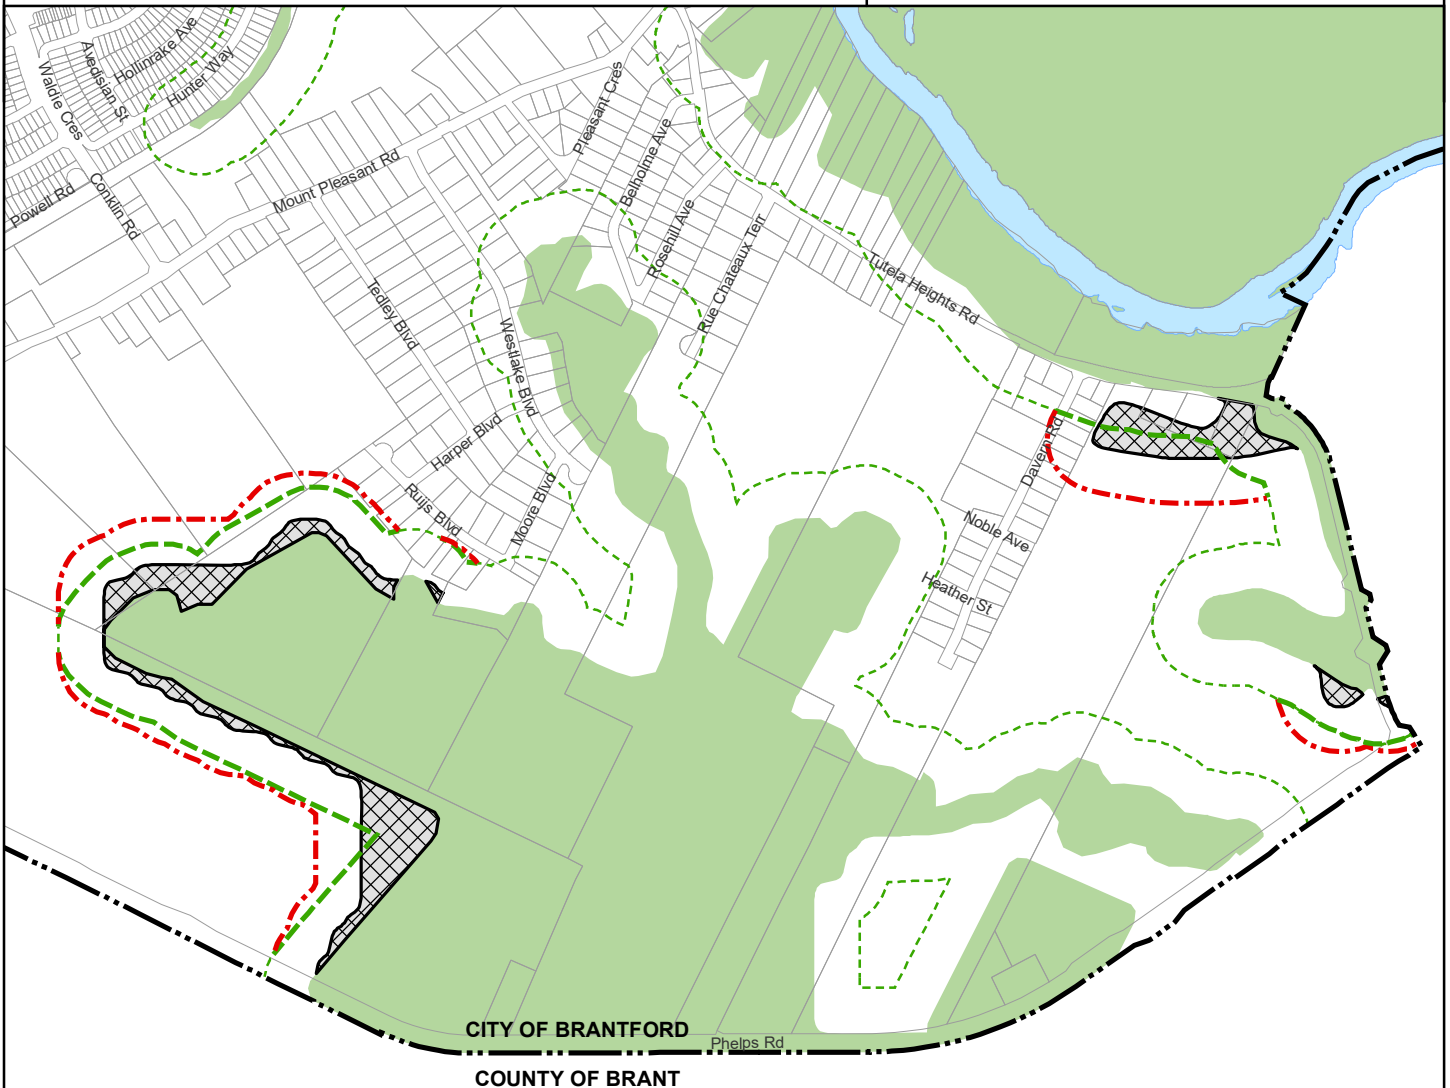 Hollinrake Ave
Avedisian St
Waldie Cres
Hunter Way
Pleasant Cres
Belholme Ave
Mount Pleasant Rd
Conklin Rd
Powell Rd
Rosehill Ave
Rue Chateaux Terr
Tutela Heights Rd
Tedley Blvd
Westlake Blvd
Harper Blvd
Davern Rd
Ruijs Blvd
Moore Blvd
Noble Ave
Heather St
CITY OF BRANTFORD
Phelps Rd
COUNTY OF BRANT